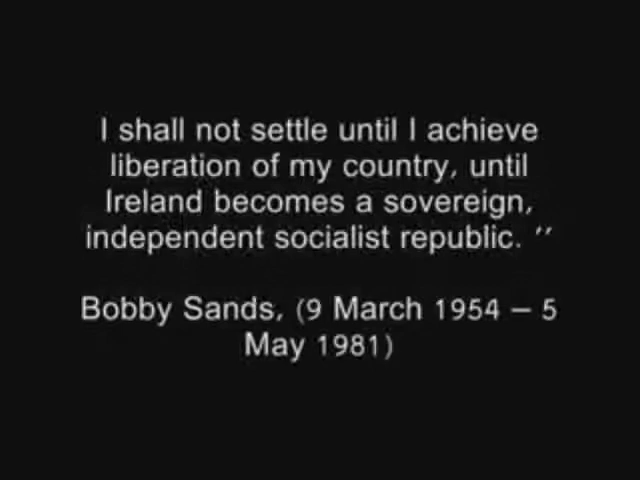 I shall not settle until I achieve
liberation of my country, until
Ireland becomes a sovereign,
independent socialist republic. ″
Bobby Sands, (9 March 1954 – 5
May 1981)